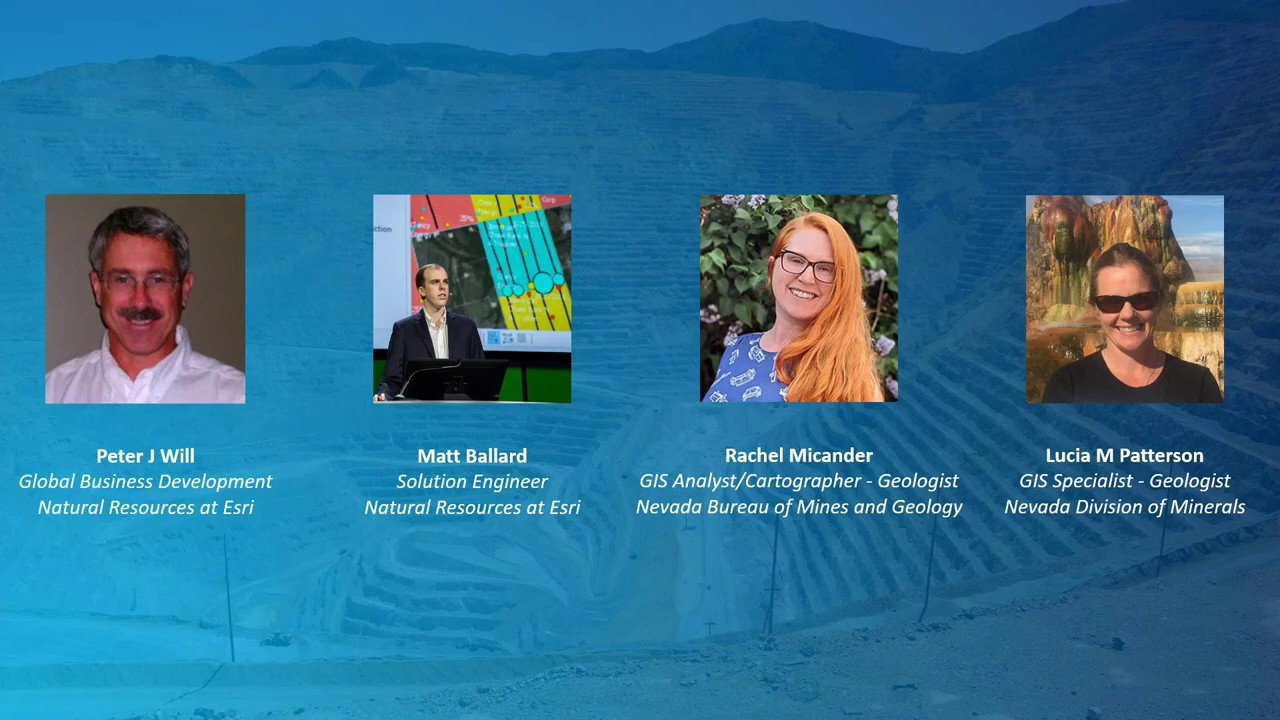 Peter J Will
Global Business Development
Natural Resources at Esri
Matt Ballard
Solution Engineer
Natural Resources at Esri
Rachel Micander
GIS Analyst/Cartographer - Geologist
Nevada Bureau of Mines and Geology
Lucia M Patterson
GIS Specialist - Geologist
Nevada Division of Minerals